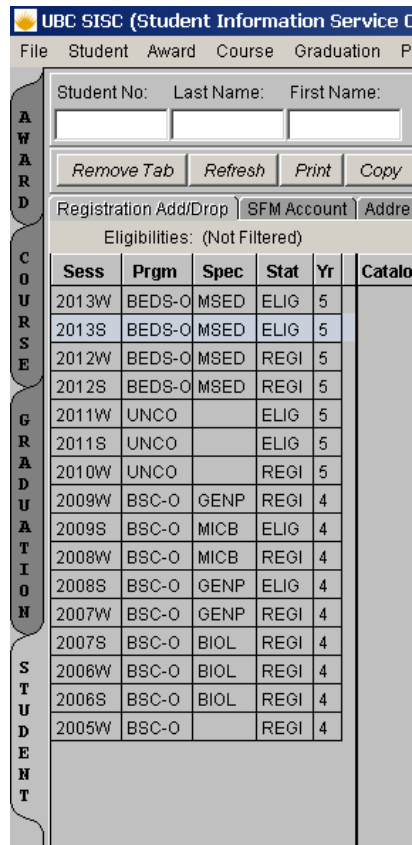 UBC SISC (Student Information Service C
File Student Award Course Graduation P
Student No: Last Name: First Name:
Remove Tab Refresh Print Copy
Registration Add/Drop SFM Account Addre
Eligibilities: (Not Filtered)
Sess Prgm Spec Stat Yr Catalo
2013W BEDS-O MSED ELIG 5
2013S BEDS-O MSED ELIG 5
2012W BEDS-O MSED REGI 5
2012S BEDS-O MSED REGI 5
2011W UNCO ELIG 5
2011S UNCO ELIG 5
2010W UNCO REGI 5
2009W BSC-O GENP REGI 4
2009S BSC-O MICB ELIG 4
2008W BSC-O MICB REGI 4
2008S BSC-O GENP ELIG 4
2007W BSC-O GENP REGI 4
2007S BSC-O BIOL REGI 4
2006W BSC-O BIOL REGI 4
2006S BSC-O BIOL REGI 4
2005W BSC-O REGI 4
AWARD
COURSE
GRADUATION
STUDENT